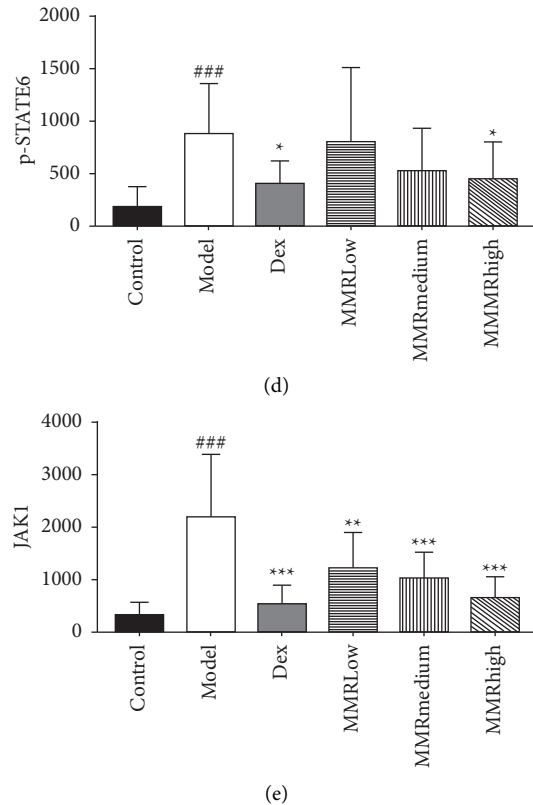 2000
1500
1000
500
0
p-STATE6
###
*
*
Control
Model
Dex
MMRLow
MMRmedium
MMMRhigh
(d)
4000
3000
2000
1000
0
JAK1
###
***
**
***
***
Control
Model
Dex
MMRLow
MMRmedium
MMRhigh
(e)